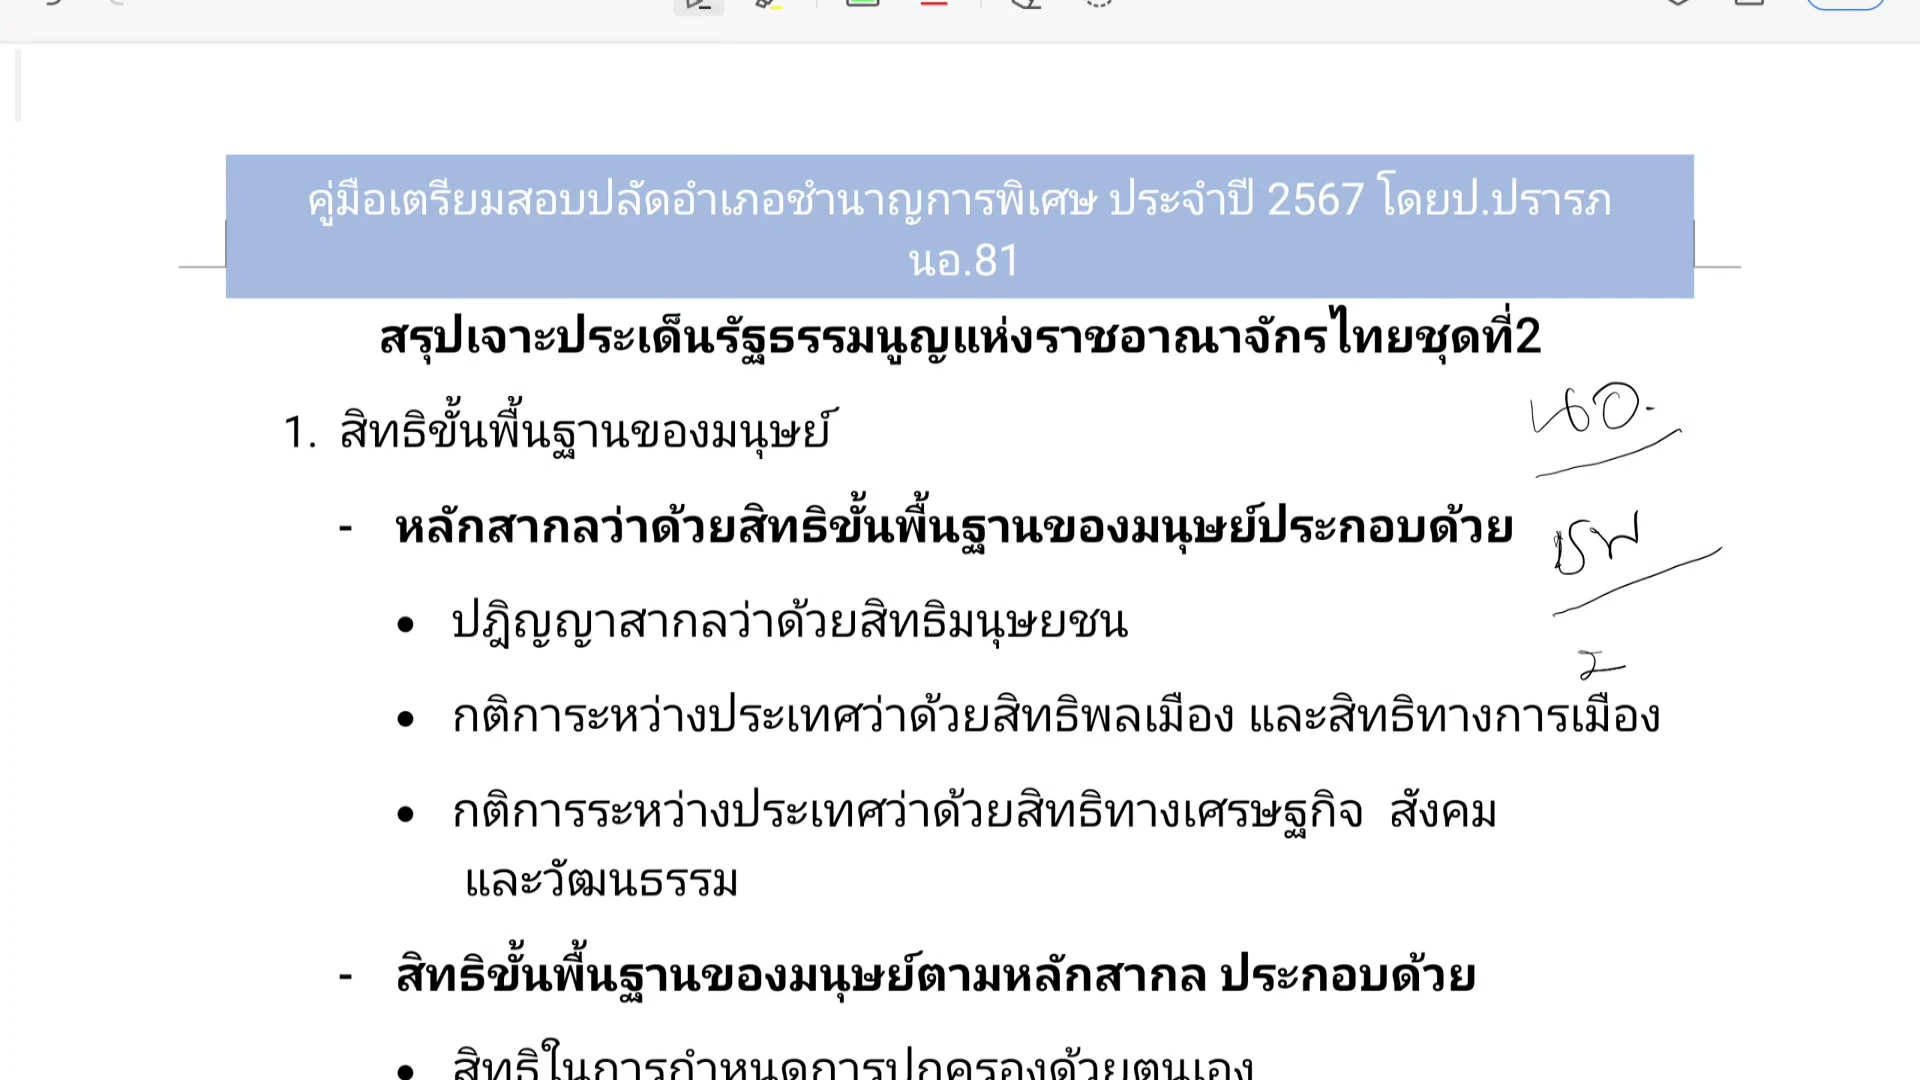 คู่มือเตรียมสอบปลัดอำเภอชำนาญการพิเศษ ประจำปี 2567 โดยป.ปรารภ
นอ.81
สรุปเจาะประเด็นรัฐธรรมนูญแห่งราชอาณาจักรไทยชุดที่2
1. สิทธิขั้นพื้นฐานของมนุษย์
นอ.
- หลักสากลว่าด้วยสิทธิขั้นพื้นฐานของมนุษย์ประกอบด้วย
ชพ
• ปฎิญญาสากลว่าด้วยสิทธิมนุษยชน
• กติการะหว่างประเทศว่าด้วยสิทธิพลเมือง และสิทธิทางการเมือง
• กติการระหว่างประเทศว่าด้วยสิทธิทางเศรษฐกิจ สังคม
และวัฒนธรรม
- สิทธิขั้นพื้นฐานของมนุษย์ตามหลักสากล ประกอบด้วย
• สิทธิในการกำหนดการปกครองด้วยตนเอง